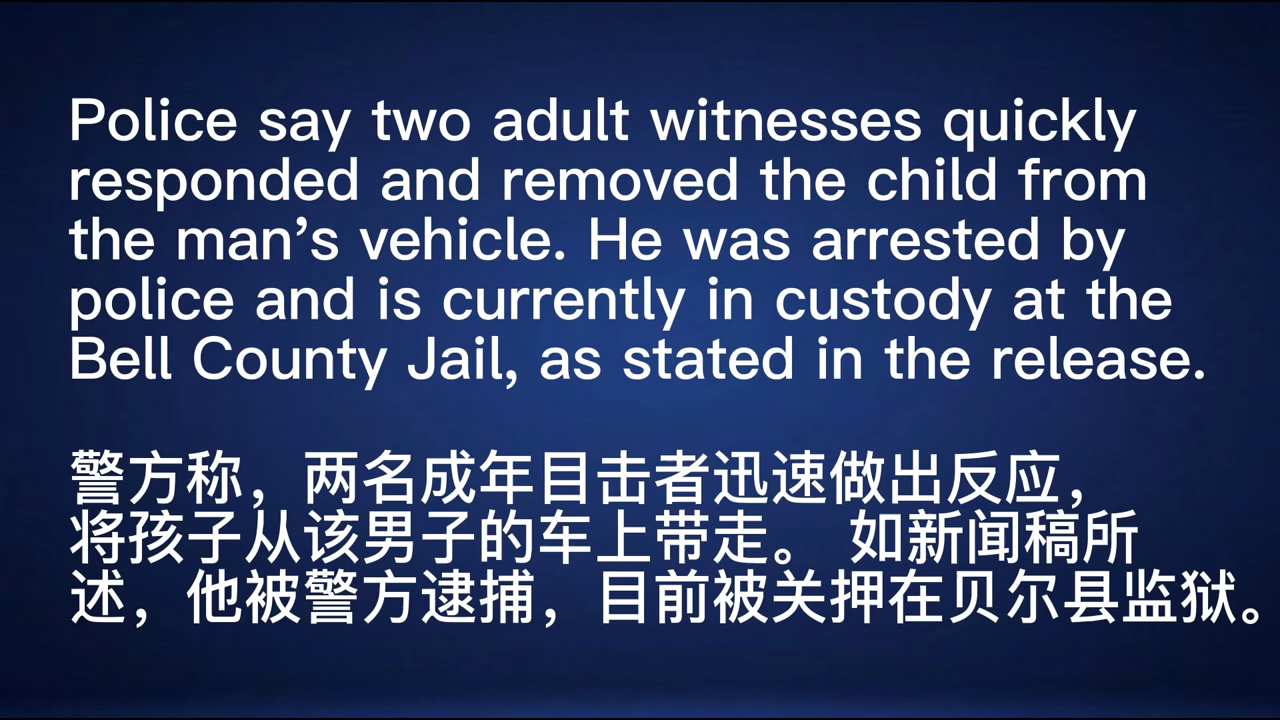 Police say two adult witnesses quickly
responded and removed the child from
the man’s vehicle. He was arrested by
police and is currently in custody at the
Bell County Jail, as stated in the release.
警方称，两名成年目击者迅速做出反应，
将孩子从该男子的车上带走。 如新闻稿所
述，他被警方逮捕，目前被关押在贝尔县监狱。